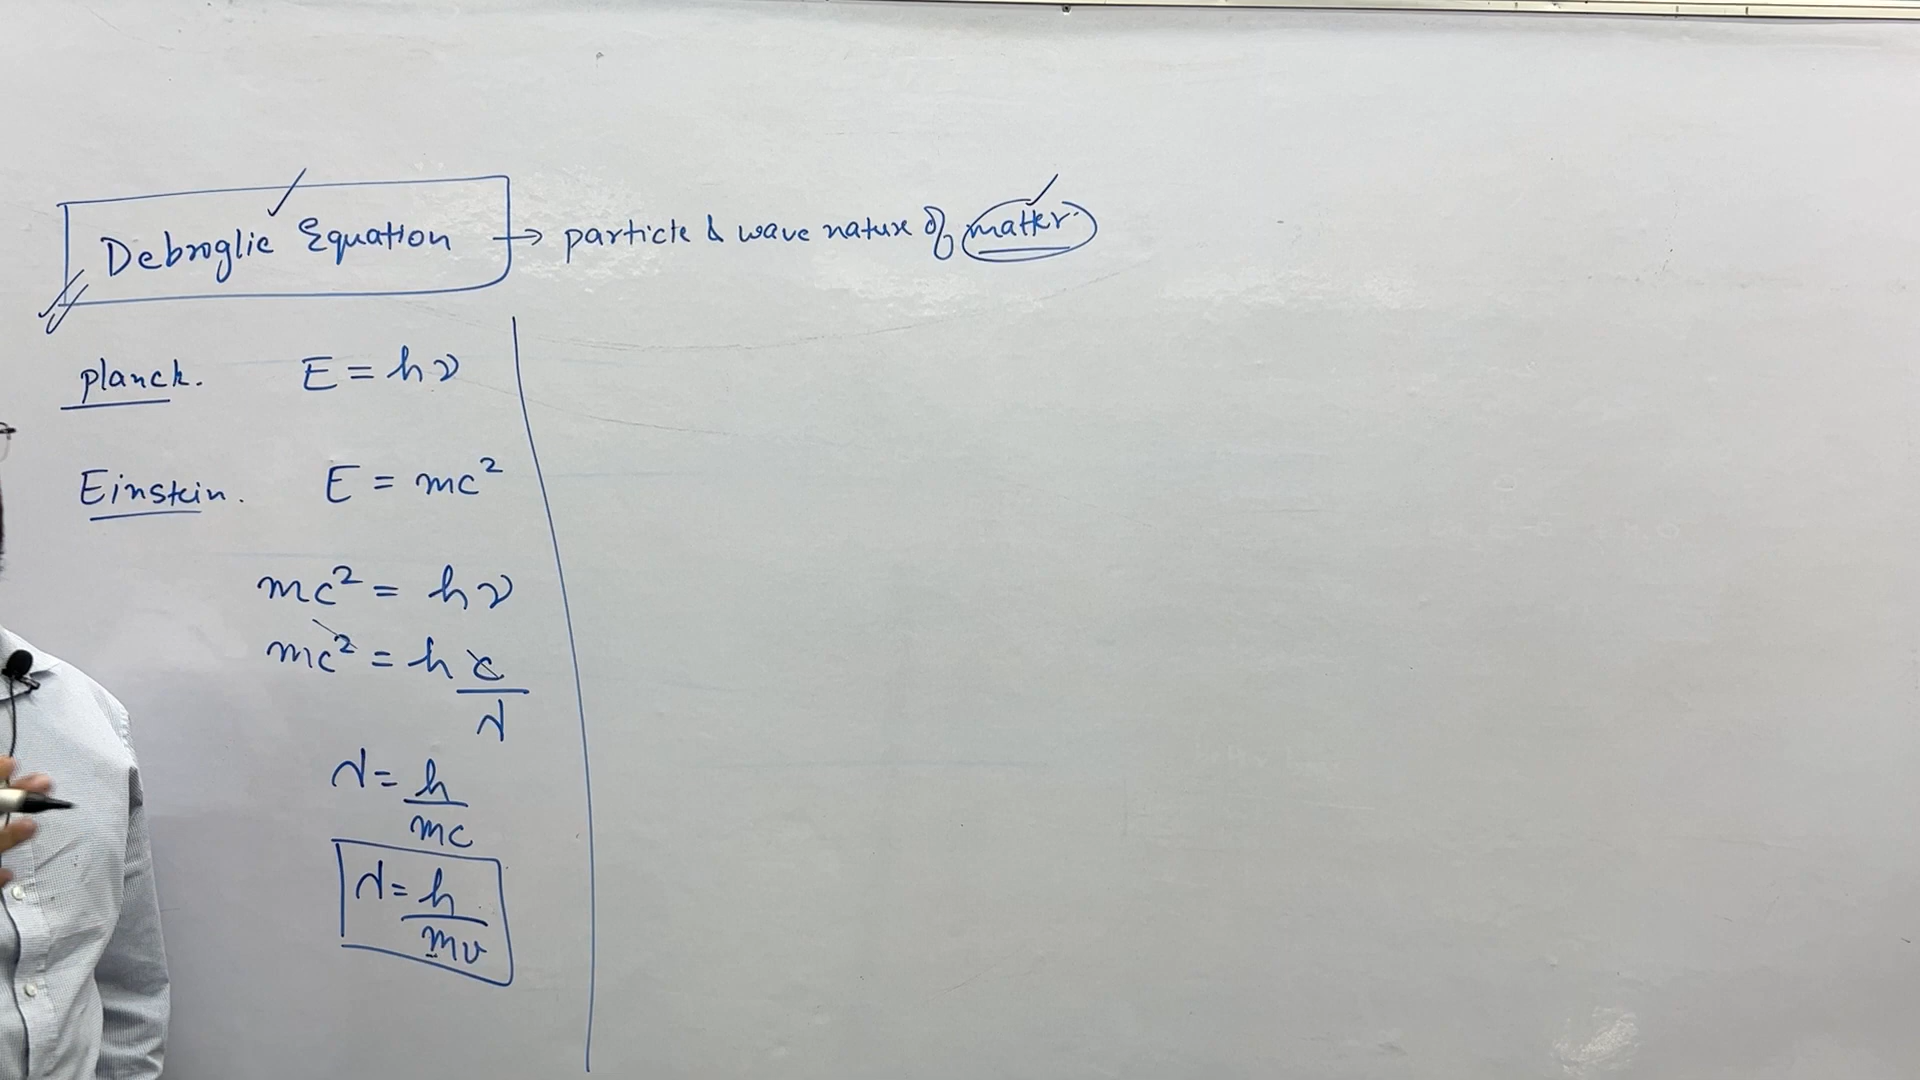 Debroglie Equation → particle & wave nature of matter.
Planck. E = hν
Einstein. E = mc²
mc² = hν
mc² = h c/λ
λ = h/mc
λ = h/mv